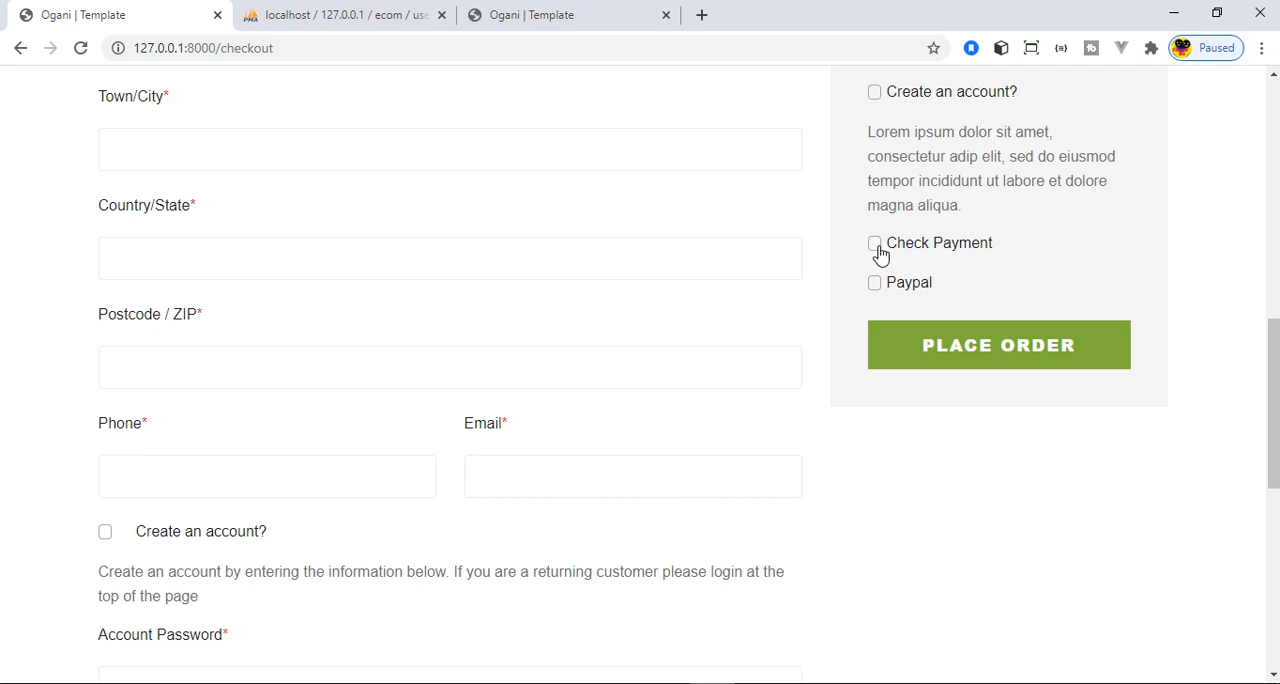 Ogani | Template
localhost / 127.0.0.1 / ecom / use
Ogani | Template
127.0.0.1:8000/checkout
Paused
Town/City*
Country/State*
Postcode / ZIP*
Phone*
Email*
Create an account?
Create an account by entering the information below. If you are a returning customer please login at the
top of the page
Account Password*
Create an account?
Lorem ipsum dolor sit amet,
consectetur adip elit, sed do eiusmod
tempor incididunt ut labore et dolore
magna aliqua.
Check Payment
Paypal
PLACE ORDER